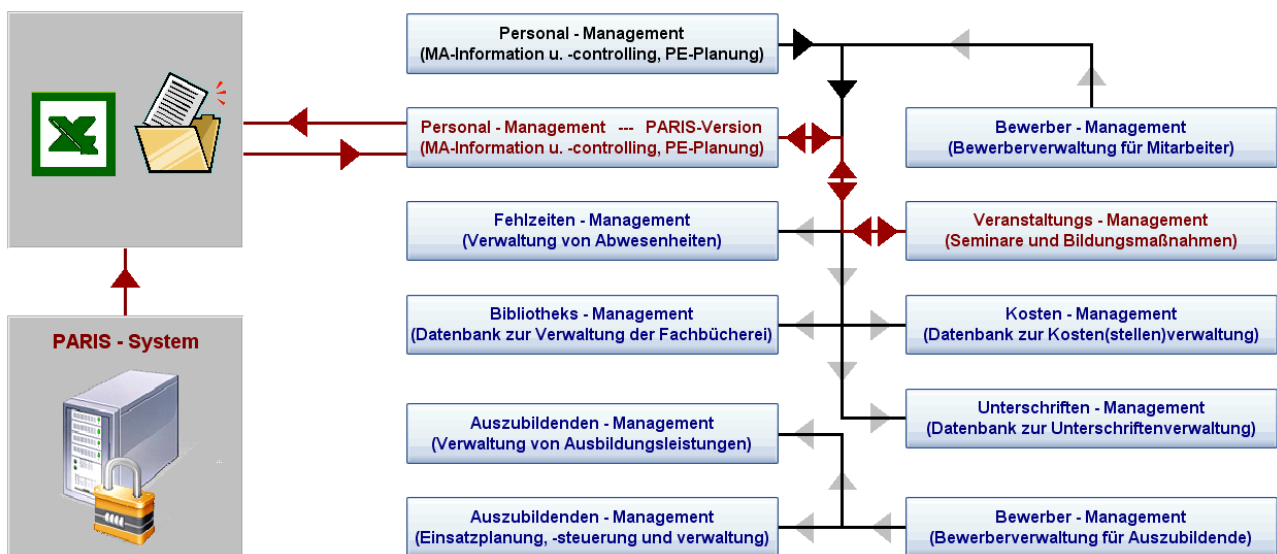 Personal - Management
(MA-Information u. -controlling, PE-Planung)
Personal - Management --- PARIS-Version
(MA-Information u. -controlling, PE-Planung)
Bewerber - Management
(Bewerberverwaltung für Mitarbeiter)
Fehlzeiten - Management
(Verwaltung von Abwesenheiten)
Veranstaltungs - Management
(Seminare und Bildungsmaßnahmen)
PARIS - System
Bibliotheks - Management
(Datenbank zur Verwaltung der Fachbücherei)
Kosten - Management
(Datenbank zur Kosten(stellen)verwaltung)
Auszubildenden - Management
(Verwaltung von Ausbildungsleistungen)
Unterschriften - Management
(Datenbank zur Unterschriftenverwaltung)
Auszubildenden - Management
(Einsatzplanung, -steuerung und verwaltung)
Bewerber - Management
(Bewerberverwaltung für Auszubildende)